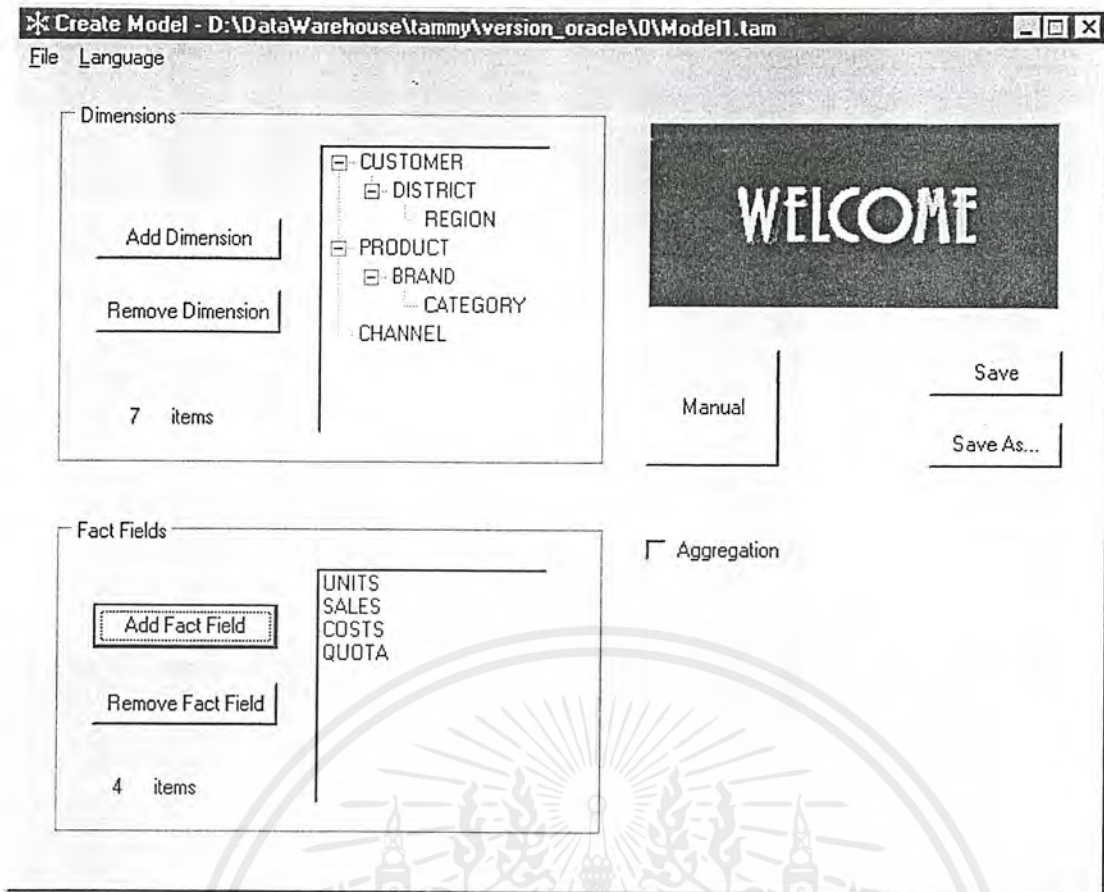 Create Model - D:\DataWarehouse\tammy\version_oracle\0\Model1.tam
File Language
Dimensions
Add Dimension
Remove Dimension
7 items
CUSTOMER
DISTRICT
REGION
PRODUCT
BRAND
CATEGORY
CHANNEL
WELCOME
Manual
Save
Save As...
Fact Fields
Add Fact Field
Remove Fact Field
4 items
UNITS
SALES
COSTS
QUOTA
Aggregation